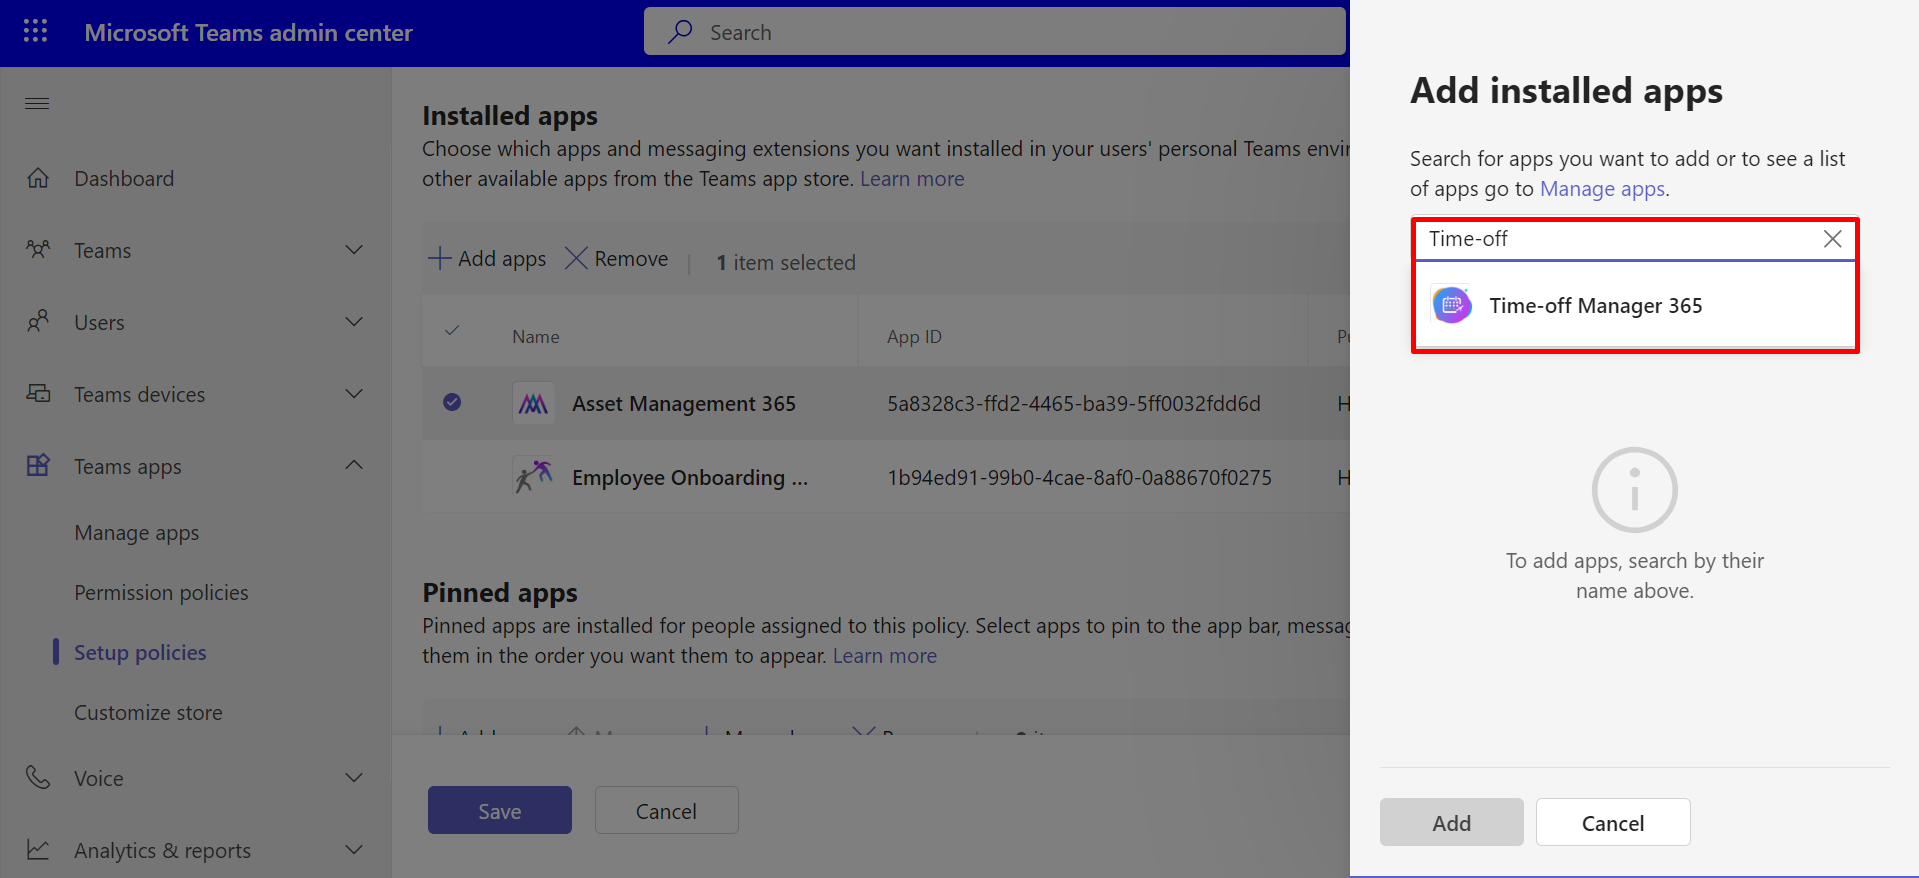 Microsoft Teams admin center
Search
Dashboard
Teams
Users
Teams devices
Teams apps
Manage apps
Permission policies
Setup policies
Customize store
Voice
Analytics & reports
Installed apps
Choose which apps and messaging extensions you want installed in your users' personal Teams envi
other available apps from the Teams app store. Learn more
Add apps Remove | 1 item selected
Name App ID
Asset Management 365 5a8328c3-ffd2-4465-ba39-5ff0032fdd6d H
Employee Onboarding ... 1b94ed91-99b0-4cae-8af0-0a88670f0275 H
Pinned apps
Pinned apps are installed for people assigned to this policy. Select apps to pin to the app bar, messag
them in the order you want them to appear. Learn more
Save Cancel
Add installed apps
Search for apps you want to add or to see a list
of apps go to Manage apps.
Time-off
Time-off Manager 365
To add apps, search by their
name above.
Add Cancel